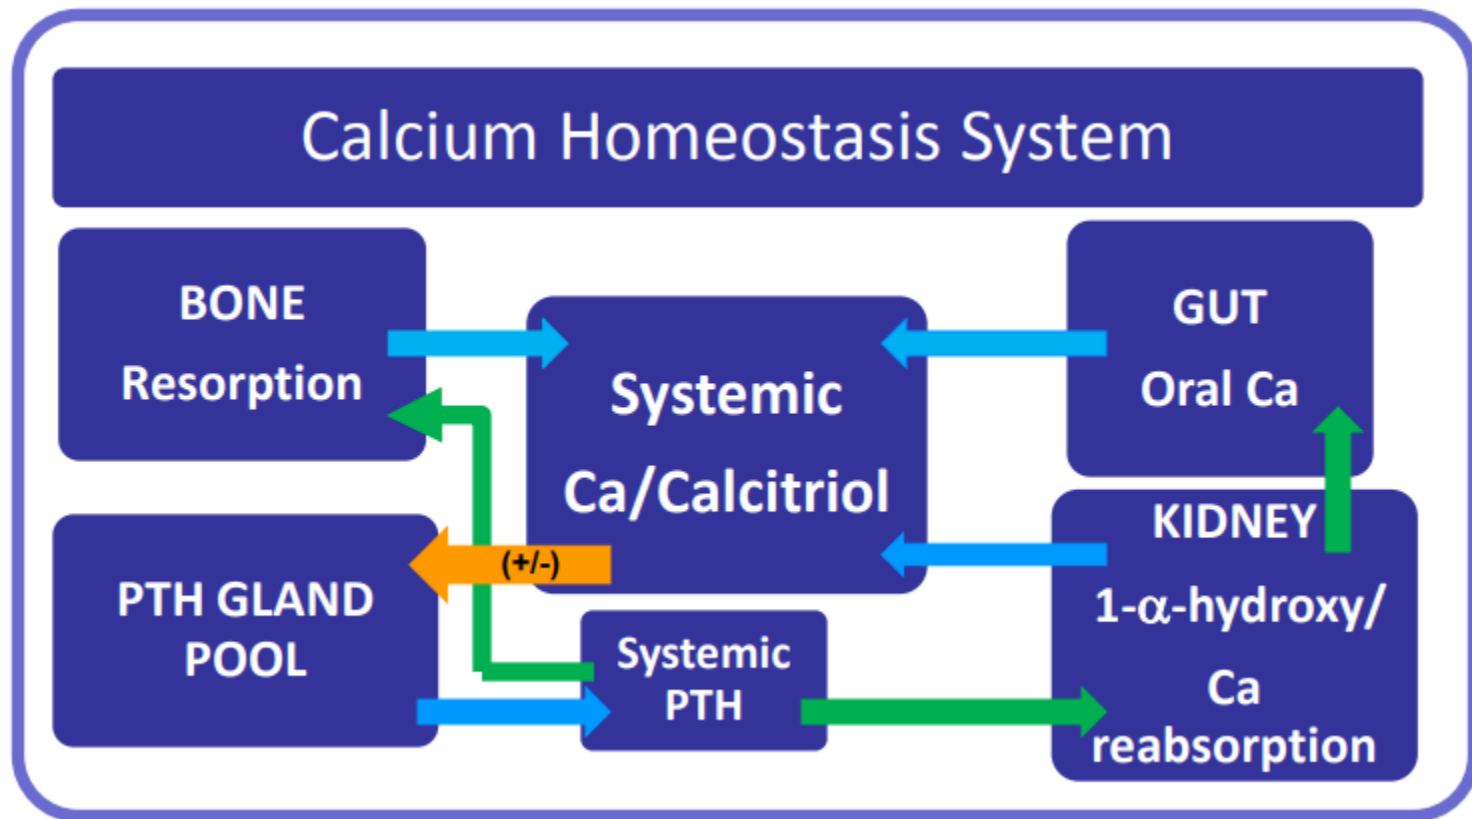 Calcium Homeostasis System
BONE
Resorption
Systemic
Ca/Calcitriol
GUT
Oral Ca
(+/-)
PTH GLAND
POOL
Systemic
PTH
KIDNEY
1-α-hydroxy/
Ca
reabsorption